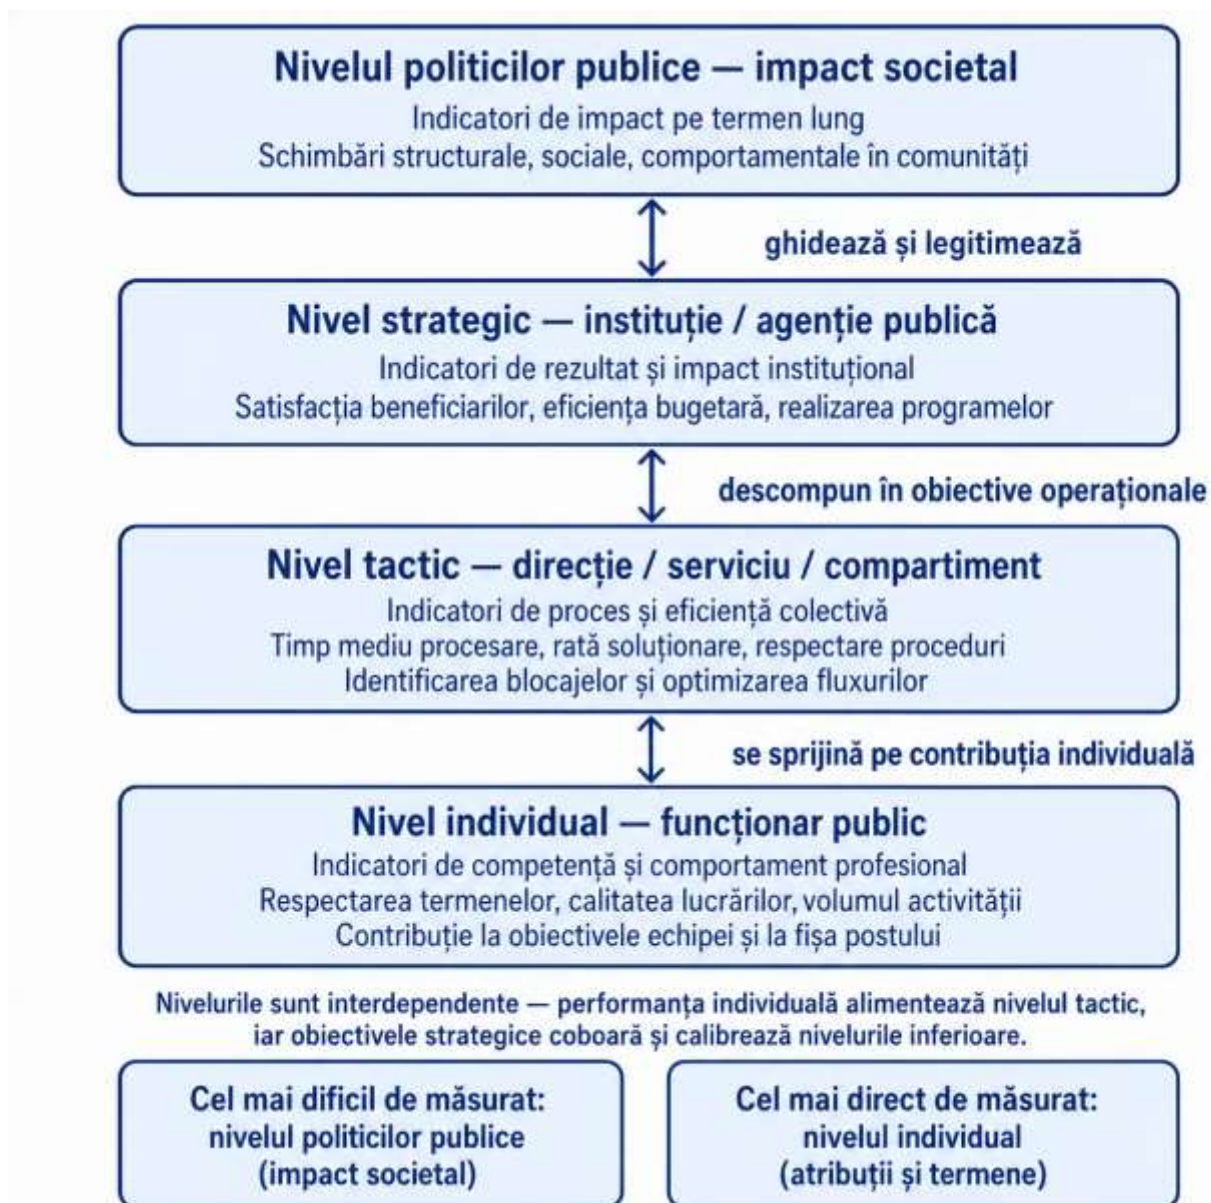 Nivelul politicilor publice — impact societal
Indicatori de impact pe termen lung
Schimbări structurale, sociale, comportamentale în comunități
ghidează și legitimează
Nivel strategic — instituție / agenție publică
Indicatori de rezultat și impact instituțional
Satisfacția beneficiarilor, eficiența bugetară, realizarea programelor
descompun în obiective operaționale
Nivel tactic — direcție / serviciu / compartiment
Indicatori de proces și eficiență colectivă
Timp mediu procesare, rată soluționare, respectare proceduri
Identificarea blocajelor și optimizarea fluxurilor
se sprijină pe contribuția individuală
Nivel individual — funcționar public
Indicatori de competență și comportament profesional
Respectarea termenelor, calitatea lucrărilor, volumul activității
Contribuție la obiectivele echipei și la fișa postului
Nivelurile sunt interdependente — performanța individuală alimentează nivelul tactic,
iar obiectivele strategice coboară și calibrează nivelurile inferioare.
Cel mai dificil de măsurat:
nivelul politicilor publice
(impact societal)
Cel mai direct de măsurat:
nivelul individual
(atribuții și termene)